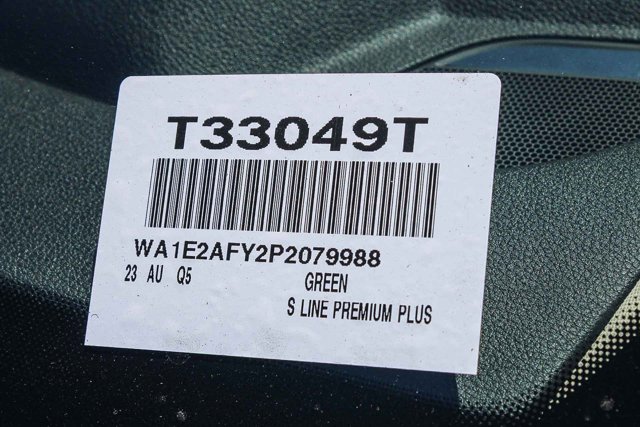 T33049T
WA1E2AFY2P2079988
23 AU Q5 GREEN
S LINE PREMIUM PLUS